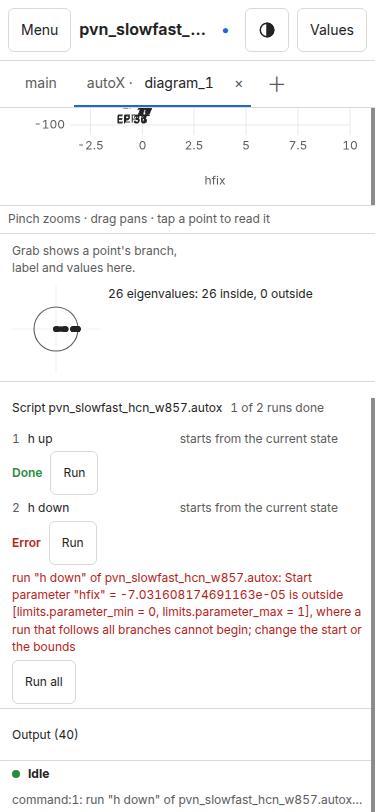 Menu
pvn_slowfast_...
Values
main
autoX · diagram_1 ×
-100
-2.5 0 2.5 5 7.5 10
hfix
Pinch zooms · drag pans · tap a point to read it
Grab shows a point's branch,
label and values here.
26 eigenvalues: 26 inside, 0 outside
Script pvn_slowfast_hcn_w857.autox 1 of 2 runs done
1 h up starts from the current state
Done Run
2 h down starts from the current state
Error Run
run "h down" of pvn_slowfast_hcn_w857.autox: Start
parameter "hfix" = -7.031608174691163e-05 is outside
[limits.parameter_min = 0, limits.parameter_max = 1], where a
run that follows all branches cannot begin; change the start or
the bounds
Run all
Output (40)
Idle
command:1: run "h down" of pvn_slowfast_hcn_w857.autox...